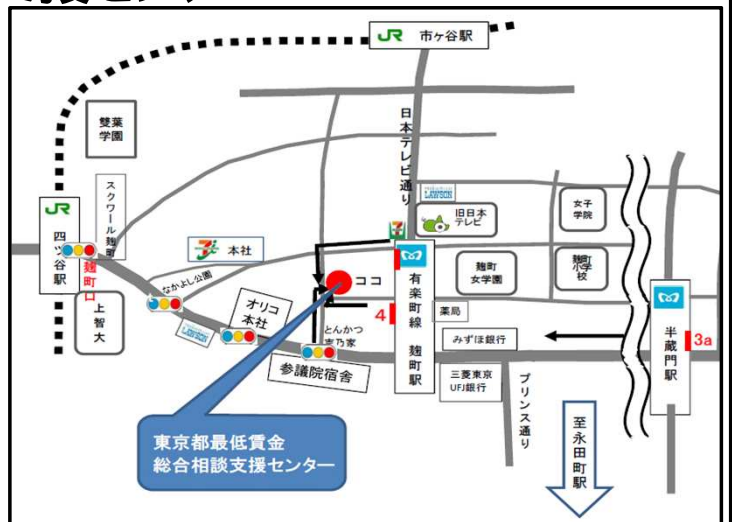 JR 市ヶ谷駅
日本テレビ通り
雙葉
学園
スクワール麹町
JR 四ツ谷駅
麹町口
上智大
本社
なかよし公園
LAWSON
オリコ
本社
参議院宿舎
とんかつ
ココ
4
LAWSON
旧日本
テレビ
有楽町線 麹町駅
麹町
女学園
女子
学院
麹町
小学校
薬局
みずほ銀行
三菱東京
UFJ銀行
プリンス通り
半蔵門駅
3a
至永田町駅
東京都最低賃金
総合相談支援センター